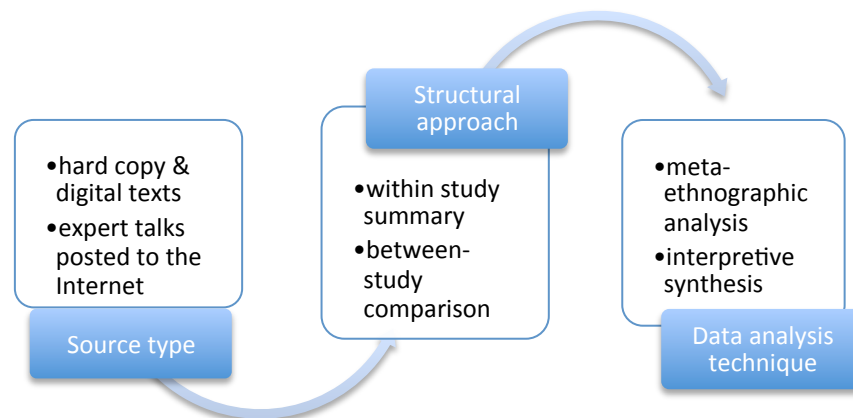 •hard copy &
digital texts
•expert talks
posted to the
Internet
Source type
Structural
approach
•within study
summary
•between-
study
comparison
•meta-
ethnographic
analysis
•interpretive
synthesis
Data analysis
technique